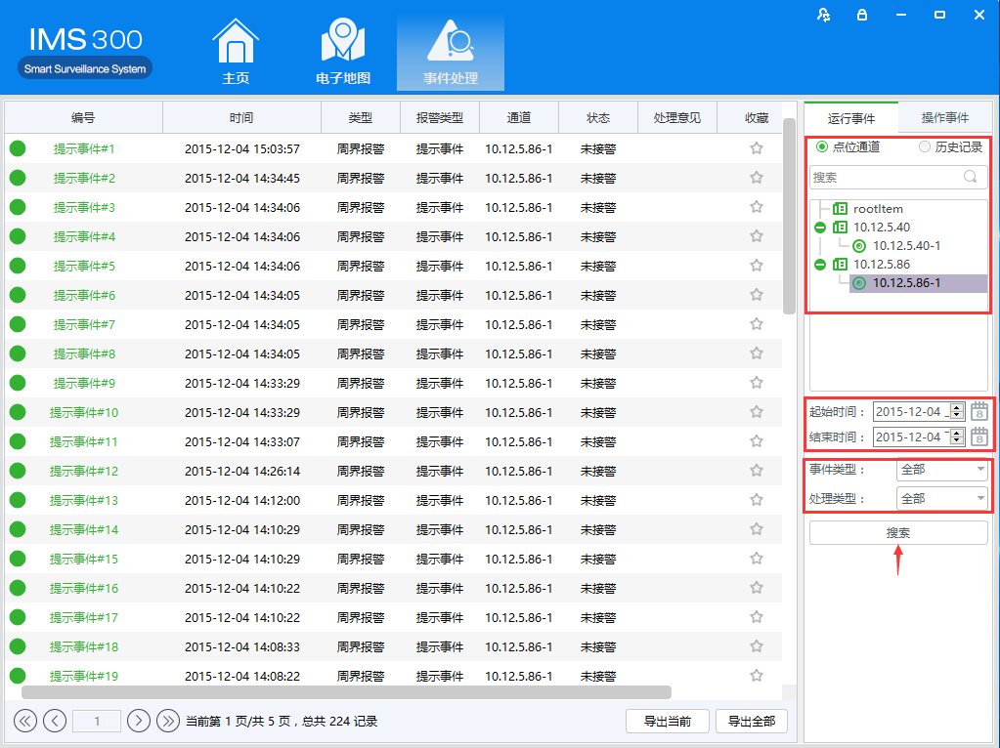 IMS 300
Smart Surveillance System
主页
电子地图
事件处理
编号 时间 类型 报警类型 通道 状态 处理意见 收藏
提示事件#1 2015-12-04 15:03:57 周界报警 提示事件 10.12.5.86-1 未接警
提示事件#2 2015-12-04 14:34:45 周界报警 提示事件 10.12.5.86-1 未接警
提示事件#3 2015-12-04 14:34:06 周界报警 提示事件 10.12.5.86-1 未接警
提示事件#4 2015-12-04 14:34:06 周界报警 提示事件 10.12.5.86-1 未接警
提示事件#5 2015-12-04 14:34:06 周界报警 提示事件 10.12.5.86-1 未接警
提示事件#6 2015-12-04 14:34:05 周界报警 提示事件 10.12.5.86-1 未接警
提示事件#7 2015-12-04 14:34:05 周界报警 提示事件 10.12.5.86-1 未接警
提示事件#8 2015-12-04 14:34:05 周界报警 提示事件 10.12.5.86-1 未接警
提示事件#9 2015-12-04 14:33:29 周界报警 提示事件 10.12.5.86-1 未接警
提示事件#10 2015-12-04 14:33:29 周界报警 提示事件 10.12.5.86-1 未接警
提示事件#11 2015-12-04 14:33:07 周界报警 提示事件 10.12.5.86-1 未接警
提示事件#12 2015-12-04 14:26:14 周界报警 提示事件 10.12.5.86-1 未接警
提示事件#13 2015-12-04 14:12:00 周界报警 提示事件 10.12.5.86-1 未接警
提示事件#14 2015-12-04 14:10:29 周界报警 提示事件 10.12.5.86-1 未接警
提示事件#15 2015-12-04 14:10:29 周界报警 提示事件 10.12.5.86-1 未接警
提示事件#16 2015-12-04 14:10:22 周界报警 提示事件 10.12.5.86-1 未接警
提示事件#17 2015-12-04 14:10:22 周界报警 提示事件 10.12.5.86-1 未接警
提示事件#18 2015-12-04 14:08:33 周界报警 提示事件 10.12.5.86-1 未接警
提示事件#19 2015-12-04 14:08:22 周界报警 提示事件 10.12.5.86-1 未接警
1 当前第 1 页/共 5 页，总共 224 记录 导出当前 导出全部
运行事件 操作事件
点位通道 历史记录
搜索
rootItem
10.12.5.40
10.12.5.40-1
10.12.5.86
10.12.5.86-1
起始时间： 2015-12-04 8
结束时间： 2015-12-04 8
事件类型： 全部
处理类型： 全部
搜索